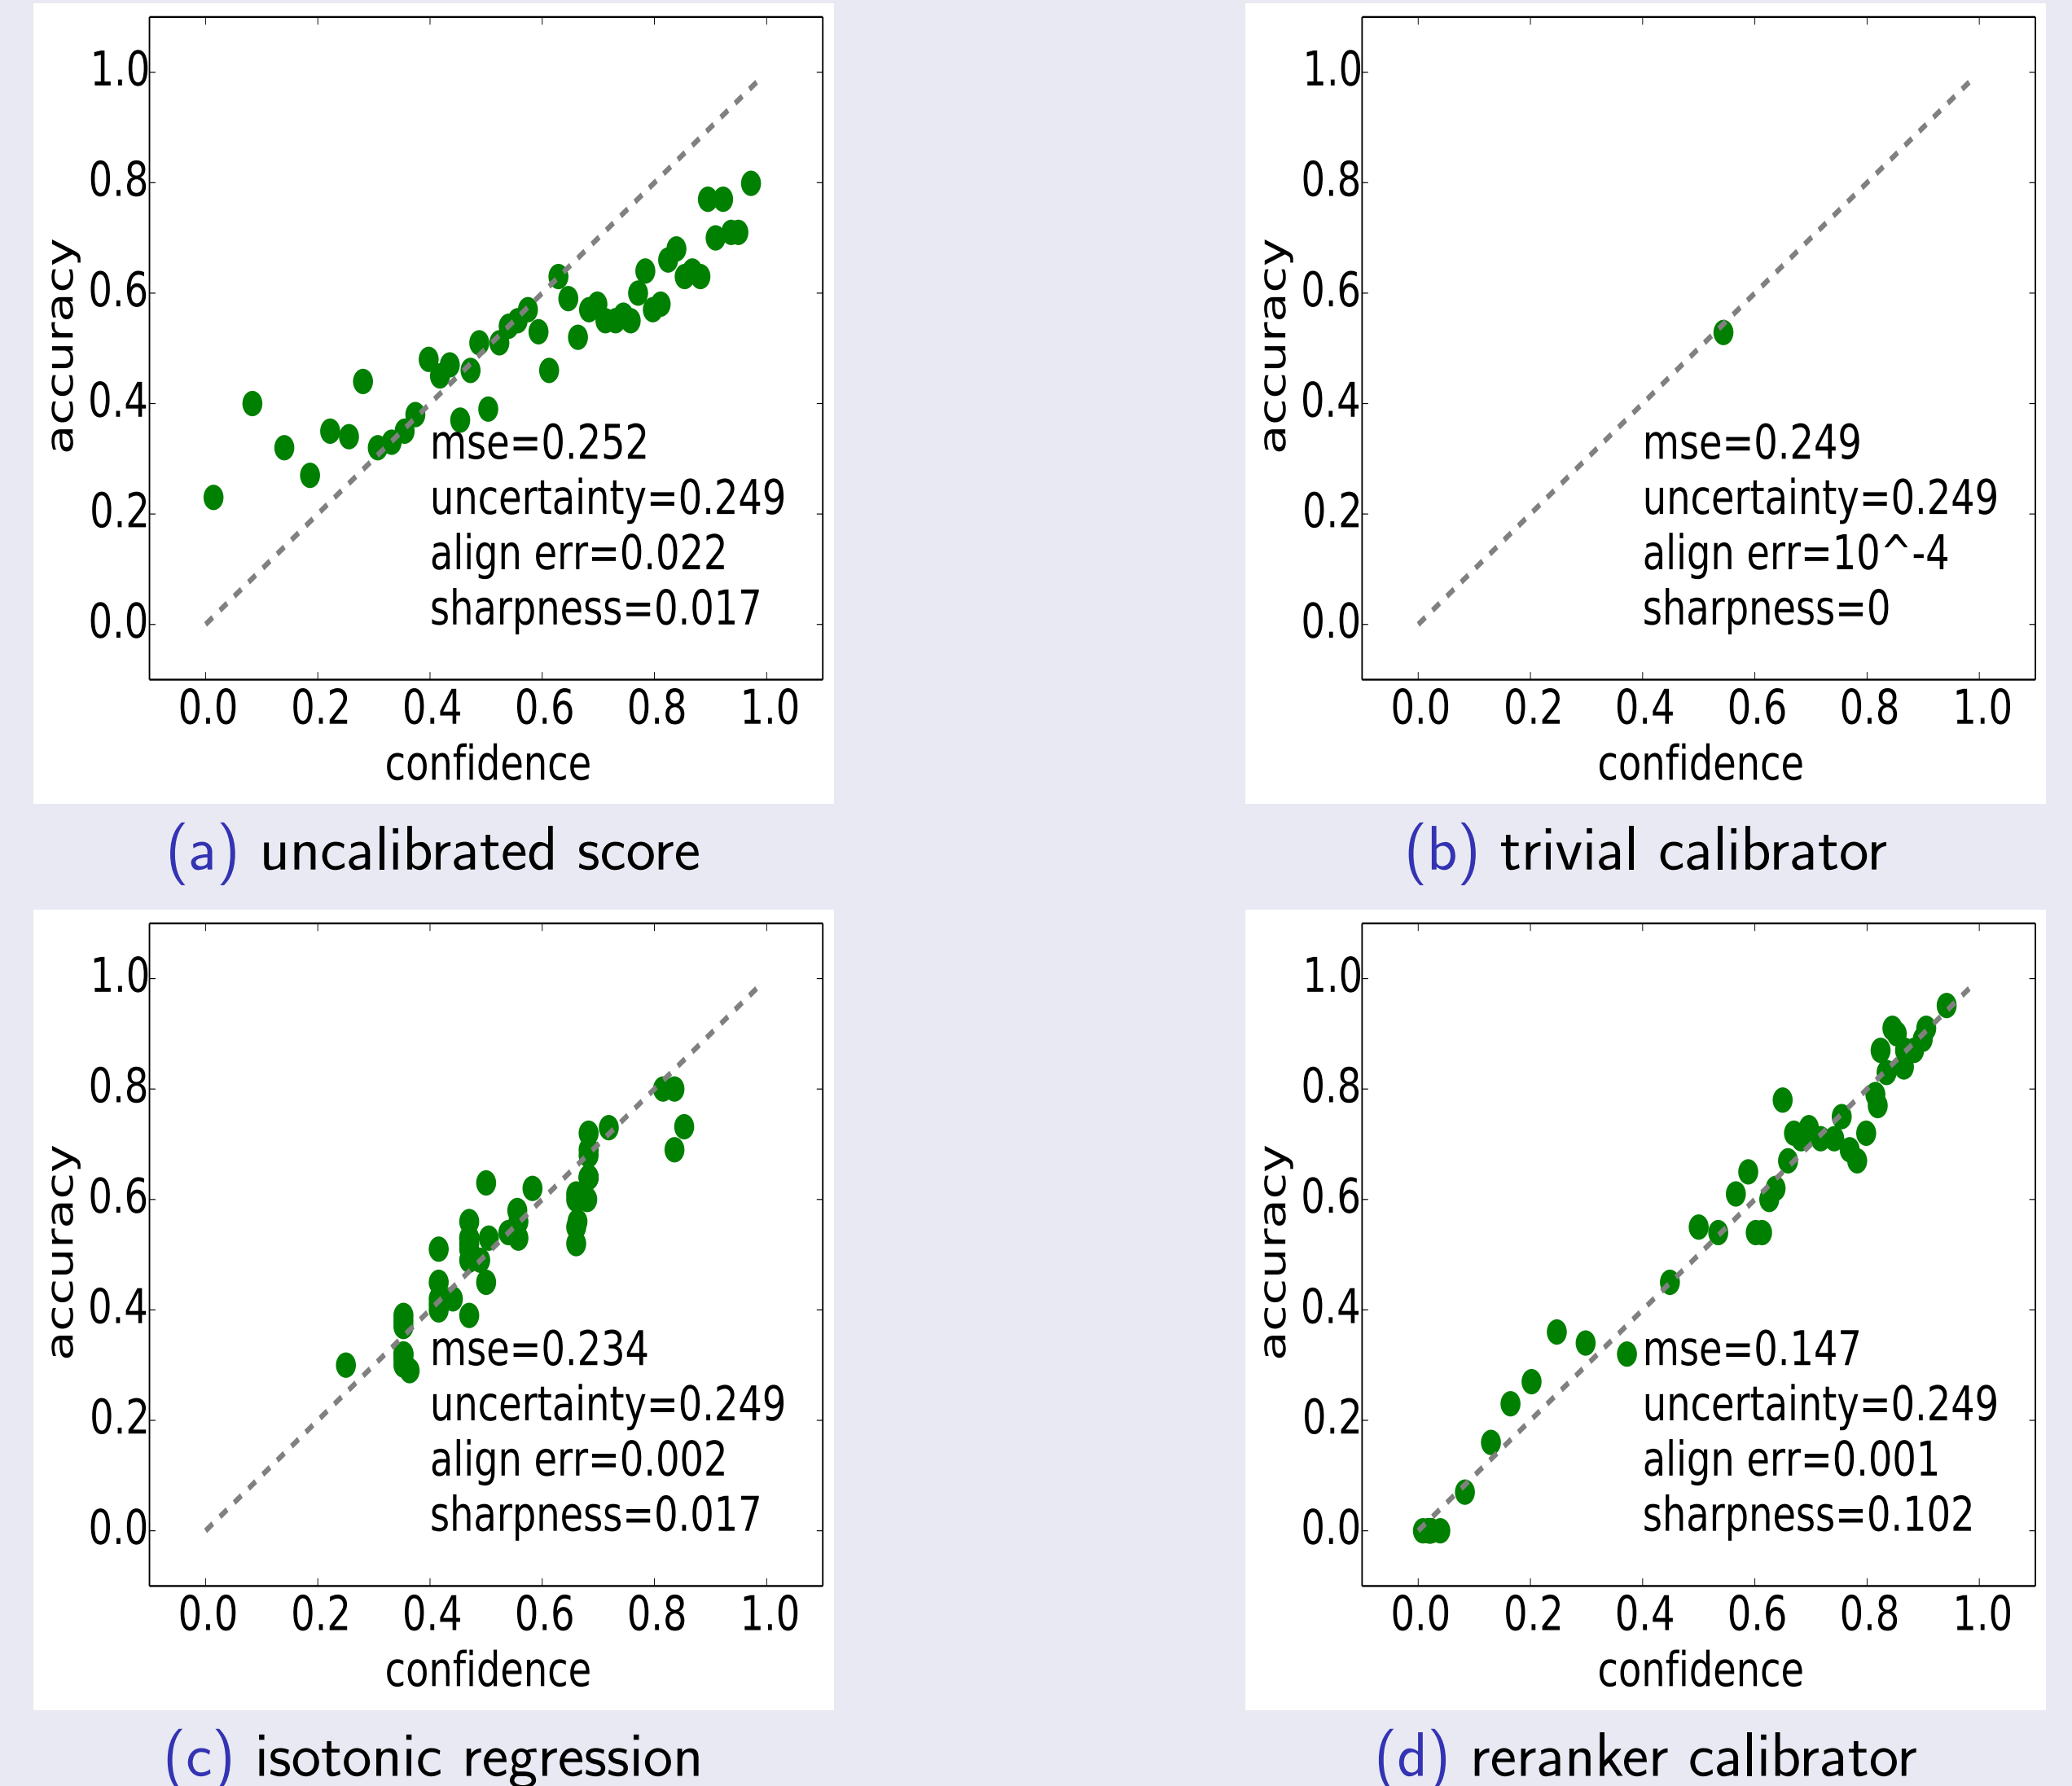 accuracy
1.0
0.8
0.6
0.4
0.2
0.0
mse=0.252
uncertainty=0.249
align err=0.022
sharpness=0.017
0.0 0.2 0.4 0.6 0.8 1.0
confidence
(a) uncalibrated score
accuracy
1.0
0.8
0.6
0.4
0.2
0.0
mse=0.249
uncertainty=0.249
align err=10^-4
sharpness=0
0.0 0.2 0.4 0.6 0.8 1.0
confidence
(b) trivial calibrator
accuracy
1.0
0.8
0.6
0.4
0.2
0.0
mse=0.234
uncertainty=0.249
align err=0.002
sharpness=0.017
0.0 0.2 0.4 0.6 0.8 1.0
confidence
(c) isotonic regression
accuracy
1.0
0.8
0.6
0.4
0.2
0.0
mse=0.147
uncertainty=0.249
align err=0.001
sharpness=0.102
0.0 0.2 0.4 0.6 0.8 1.0
confidence
(d) reranker calibrator